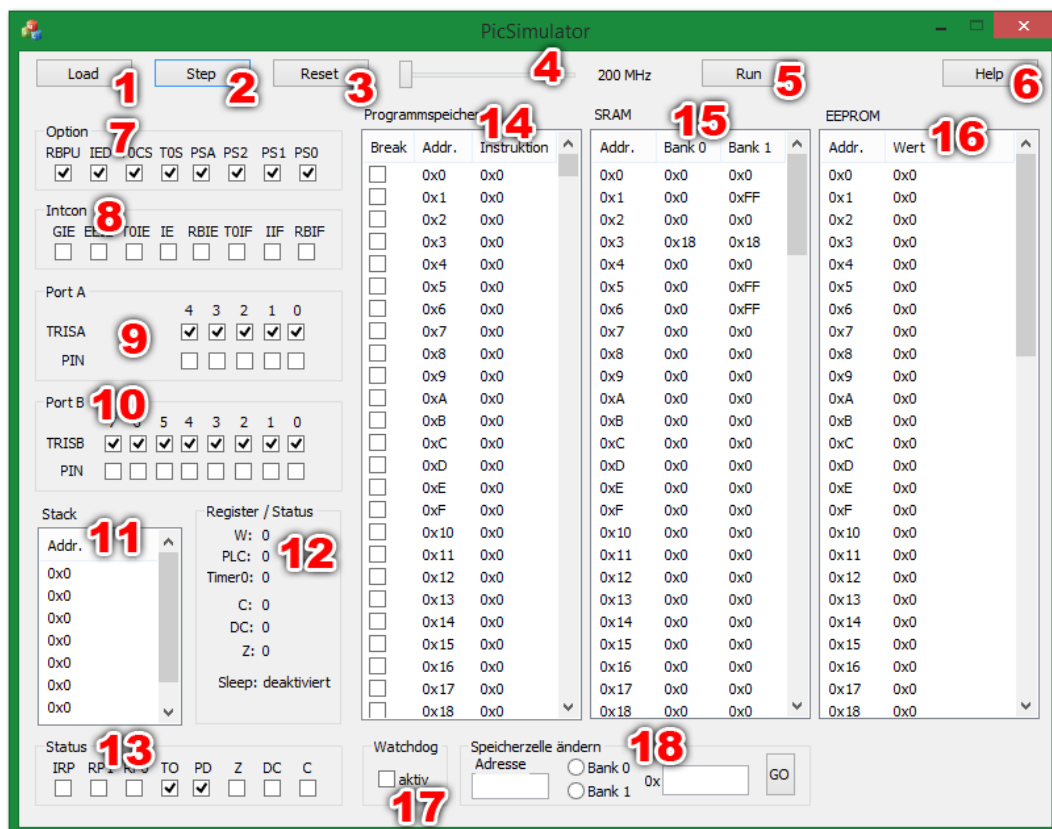 PicSimulator
Load 1
Step 2
Reset 3
4
200 MHz
Run 5
Help 6
Option 7
RBPU T0S PSA PS2 PS1 PS0
Intcon 8
GIE T0IE IE RBIE T0IF IIF RBIF
Port A 9
4 3 2 1 0
TRISA
PIN
Port B 10
5 4 3 2 1 0
TRISB
PIN
Stack 11
Addr.
0x0
0x0
0x0
0x0
0x0
0x0
0x0
Register / Status 12
W: 0
PLC: 0
Timer0: 0
C: 0
DC: 0
Z: 0
Sleep: deaktiviert
Status 13
IRP TO PD Z DC C
Programmspeicher 14
Break Addr. Instruktion
0x0 0x0
0x1 0x0
0x2 0x0
0x3 0x0
0x4 0x0
0x5 0x0
0x6 0x0
0x7 0x0
0x8 0x0
0x9 0x0
0xA 0x0
0xB 0x0
0xC 0x0
0xD 0x0
0xE 0x0
0xF 0x0
0x10 0x0
0x11 0x0
0x12 0x0
0x13 0x0
0x14 0x0
0x15 0x0
0x16 0x0
0x17 0x0
0x18 0x0
SRAM 15
Addr. Bank 0 Bank 1
0x0 0x0 0x0
0x1 0x0 0xFF
0x2 0x0 0x0
0x3 0x18 0x18
0x4 0x0 0x0
0x5 0x0 0xFF
0x6 0x0 0xFF
0x7 0x0 0x0
0x8 0x0 0x0
0x9 0x0 0x0
0xA 0x0 0x0
0xB 0x0 0x0
0xC 0x0 0x0
0xD 0x0 0x0
0xE 0x0 0x0
0xF 0x0 0x0
0x10 0x0 0x0
0x11 0x0 0x0
0x12 0x0 0x0
0x13 0x0 0x0
0x14 0x0 0x0
0x15 0x0 0x0
0x16 0x0 0x0
0x17 0x0 0x0
0x18 0x0 0x0
EEPROM 16
Addr. Wert
0x0 0x0
0x1 0x0
0x2 0x0
0x3 0x0
0x4 0x0
0x5 0x0
0x6 0x0
0x7 0x0
0x8 0x0
0x9 0x0
0xA 0x0
0xB 0x0
0xC 0x0
0xD 0x0
0xE 0x0
0xF 0x0
0x10 0x0
0x11 0x0
0x12 0x0
0x13 0x0
0x14 0x0
0x15 0x0
0x16 0x0
0x17 0x0
0x18 0x0
Watchdog
aktiv
17
Speicherzelle ändern 18
Adresse
Bank 0
Bank 1
0x
GO